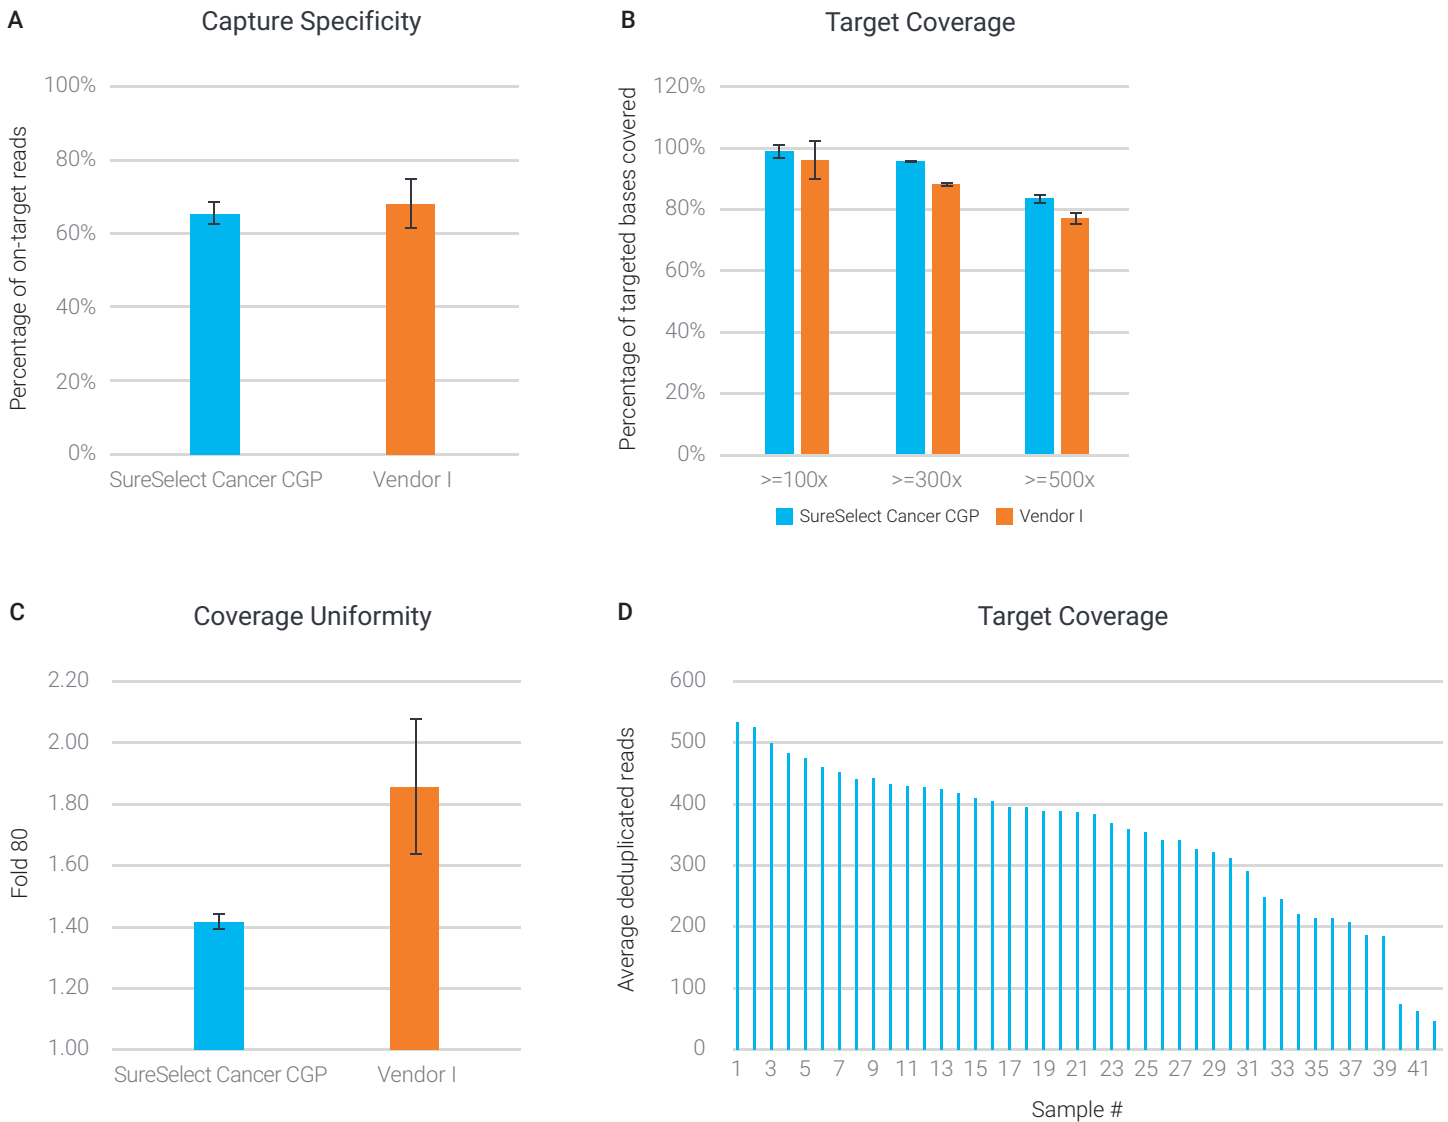 A
Capture Specificity
Percentage of on-target reads
100%
80%
60%
40%
20%
0%
SureSelect Cancer CGP
Vendor I
B
Target Coverage
Percentage of targeted bases covered
120%
100%
80%
60%
40%
20%
0%
>=100x
>=300x
>=500x
SureSelect Cancer CGP
Vendor I
C
Coverage Uniformity
Fold 80
2.20
2.00
1.80
1.60
1.40
1.20
1.00
SureSelect Cancer CGP
Vendor I
D
Target Coverage
Average deduplicated reads
600
500
400
300
200
100
0
1 3 5 7 9 11 13 15 17 19 21 23 25 27 29 31 33 35 37 39 41
Sample #